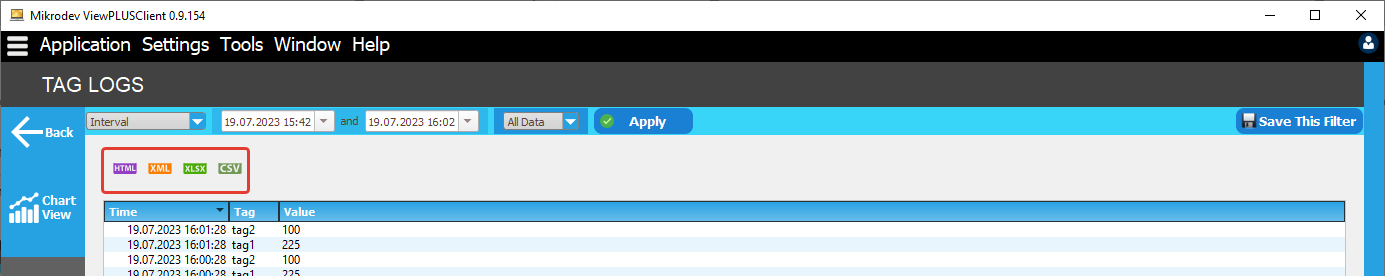 Mikrodev ViewPLUSClient 0.9.154
Application Settings Tools Window Help
TAG LOGS
Back
Interval 19.07.2023 15:42 and 19.07.2023 16:02 All Data Apply Save This Filter
HTML XML XLSX CSV
Chart View
Time Tag Value
19.07.2023 16:01:28 tag2 100
19.07.2023 16:01:28 tag1 225
19.07.2023 16:00:28 tag2 100
19.07.2023 16:00:28 tag1 225